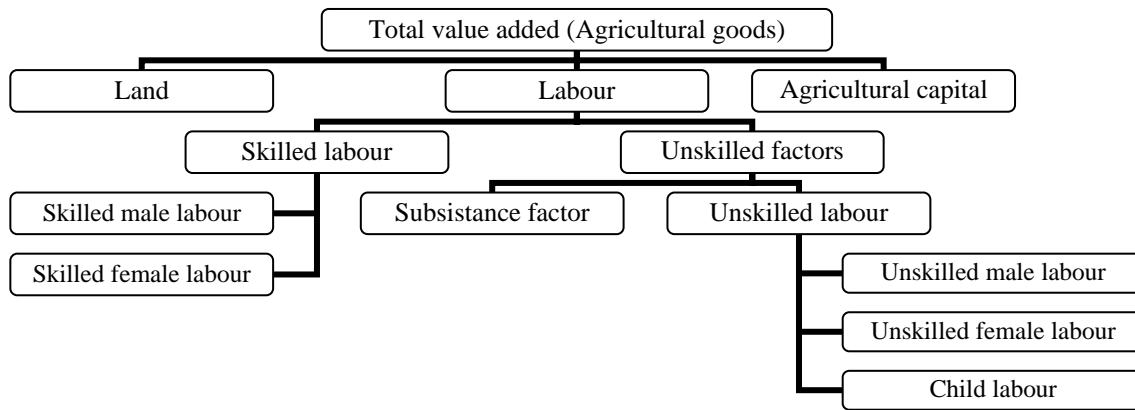 Total value added (Agricultural goods)
Land
Labour
Agricultural capital
Skilled labour
Unskilled factors
Skilled male labour
Subsistance factor
Unskilled labour
Skilled female labour
Unskilled male labour
Unskilled female labour
Child labour